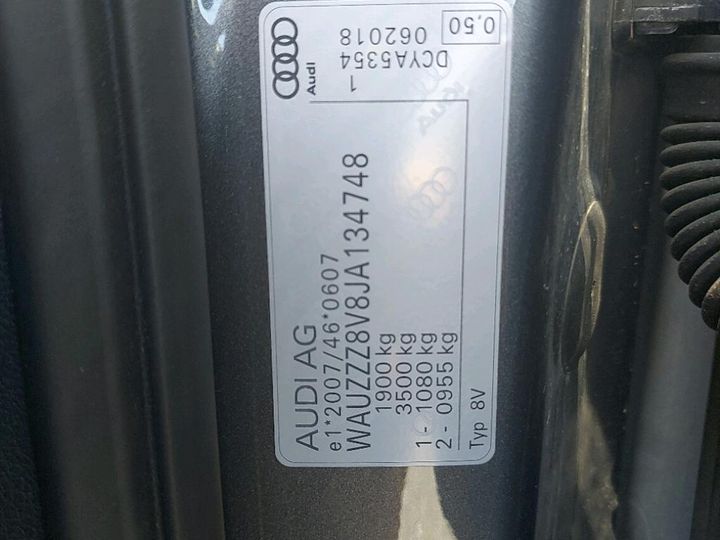 AUDI AG
e1*2007/46*0607
WAUZZZ8V8JA134748
1900 kg
3500 kg
1 - 1080 kg
2 - 0955 kg
Typ 8V
Audi
1
DCYA5354
062018
0,50